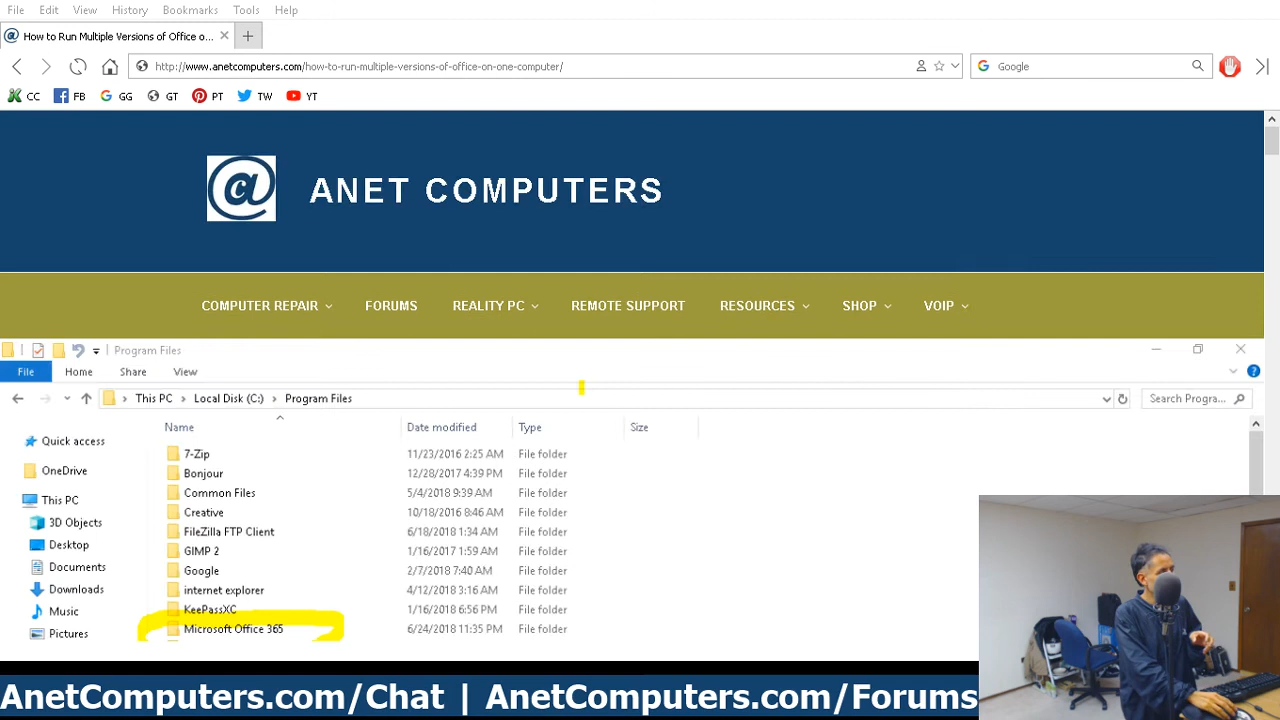 File Edit View History Bookmarks Tools Help
How to Run Multiple Versions of Office o...
http://www.anetcomputers.com/how-to-run-multiple-versions-of-office-on-one-computer/ Google
CC FB GG GT PT TW YT
@ ANET COMPUTERS
COMPUTER REPAIR FORUMS REALITY PC REMOTE SUPPORT RESOURCES SHOP VOIP
Program Files
File Home Share View
This PC Local Disk (C:) Program Files Search Progra...
Name Date modified Type Size
Quick access
OneDrive
This PC
3D Objects
Desktop
Documents
Downloads
Music
Pictures
7-Zip 11/23/2016 2:25 AM File folder
Bonjour 12/28/2017 4:39 PM File folder
Common Files 5/4/2018 9:39 AM File folder
Creative 10/18/2016 8:46 AM File folder
FileZilla FTP Client 6/18/2018 1:34 AM File folder
GIMP 2 1/16/2017 1:59 AM File folder
Google 2/7/2018 7:40 AM File folder
internet explorer 4/12/2018 3:16 AM File folder
KeePassXC 1/16/2018 6:56 PM File folder
Microsoft Office 365 6/24/2018 11:35 PM File folder
AnetComputers.com/Chat | AnetComputers.com/Forums